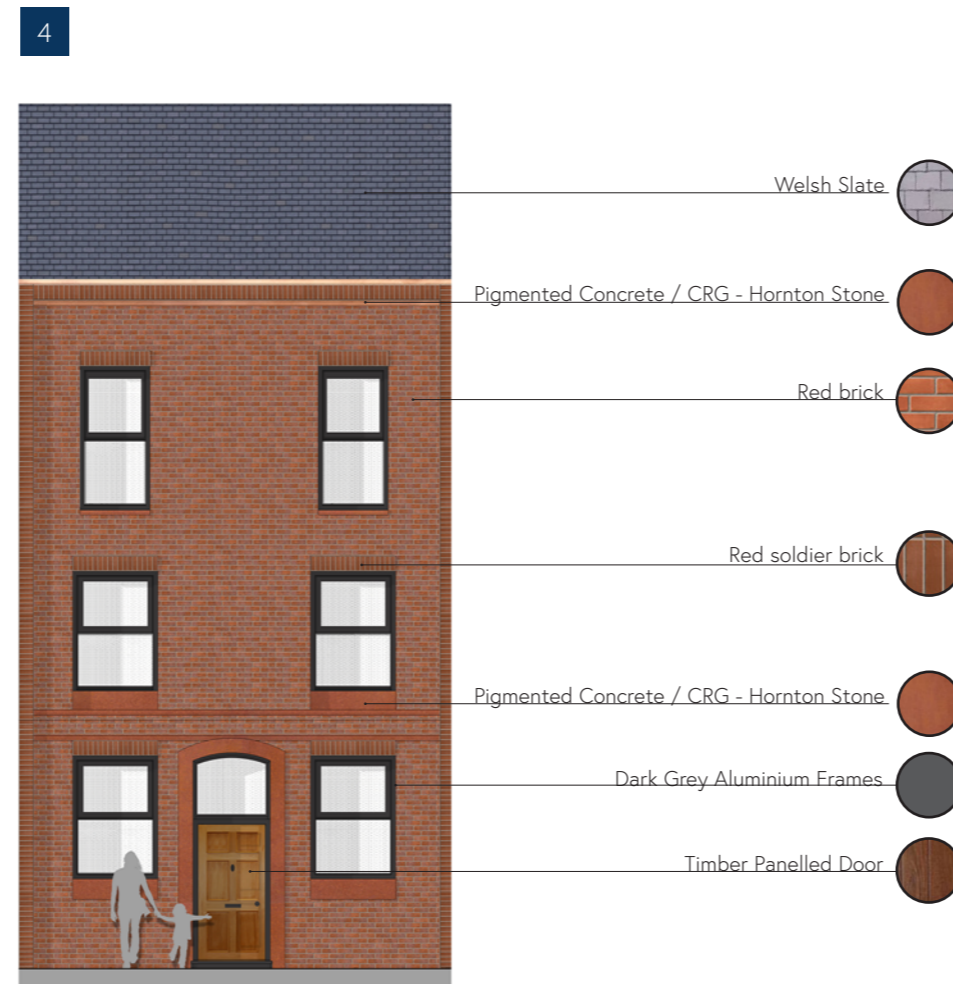 4
Welsh Slate
Pigmented Concrete / CRG - Hornton Stone
Red brick
Red soldier brick
Pigmented Concrete / CRG - Hornton Stone
Dark Grey Aluminium Frames
Timber Panelled Door